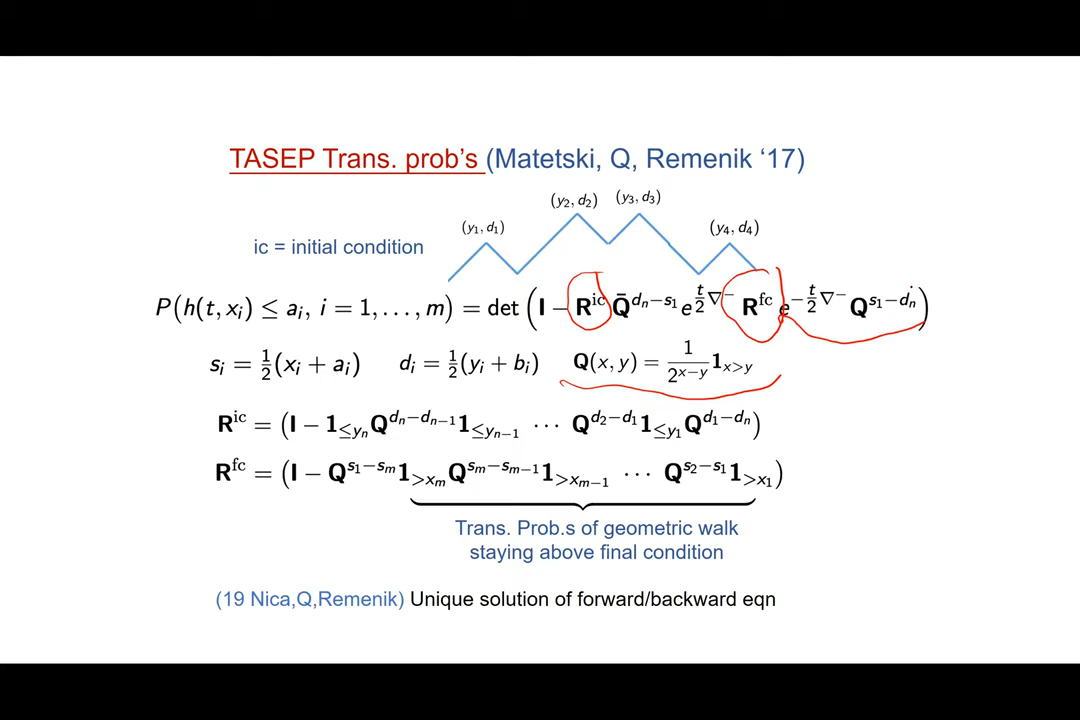 TASEP Trans. prob's (Matetski, Q, Remenik ‘17)
(y₂, d₂) (y₃, d₃)
(y₁, d₁) (y₄, d₄)
ic = initial condition
P(h(t, xᵢ) ≤ aᵢ, i = 1, . . . , m) = det (I − R^ic Q̄^{dₙ−s₁} e^{t/2 ∇⁻} R^fc e^{−t/2 ∇⁻} Q^{s₁−dₙ})
sᵢ = ½(xᵢ + aᵢ) dᵢ = ½(yᵢ + bᵢ) Q(x, y) = 1/2^{x−y} 1_{x>y}
R^ic = (I − 1_{≤yₙ} Q^{dₙ−dₙ₋₁} 1_{≤yₙ₋₁} ⋯ Q^{d₂−d₁} 1_{≤y₁} Q^{d₁−dₙ})
R^fc = (I − Q^{s₁−sₘ} 1_{>xₘ} Q^{sₘ−sₘ₋₁} 1_{>xₘ₋₁} ⋯ Q^{s₂−s₁} 1_{>x₁})
Trans. Prob.s of geometric walk
staying above final condition
(19 Nica,Q,Remenik) Unique solution of forward/backward eqn